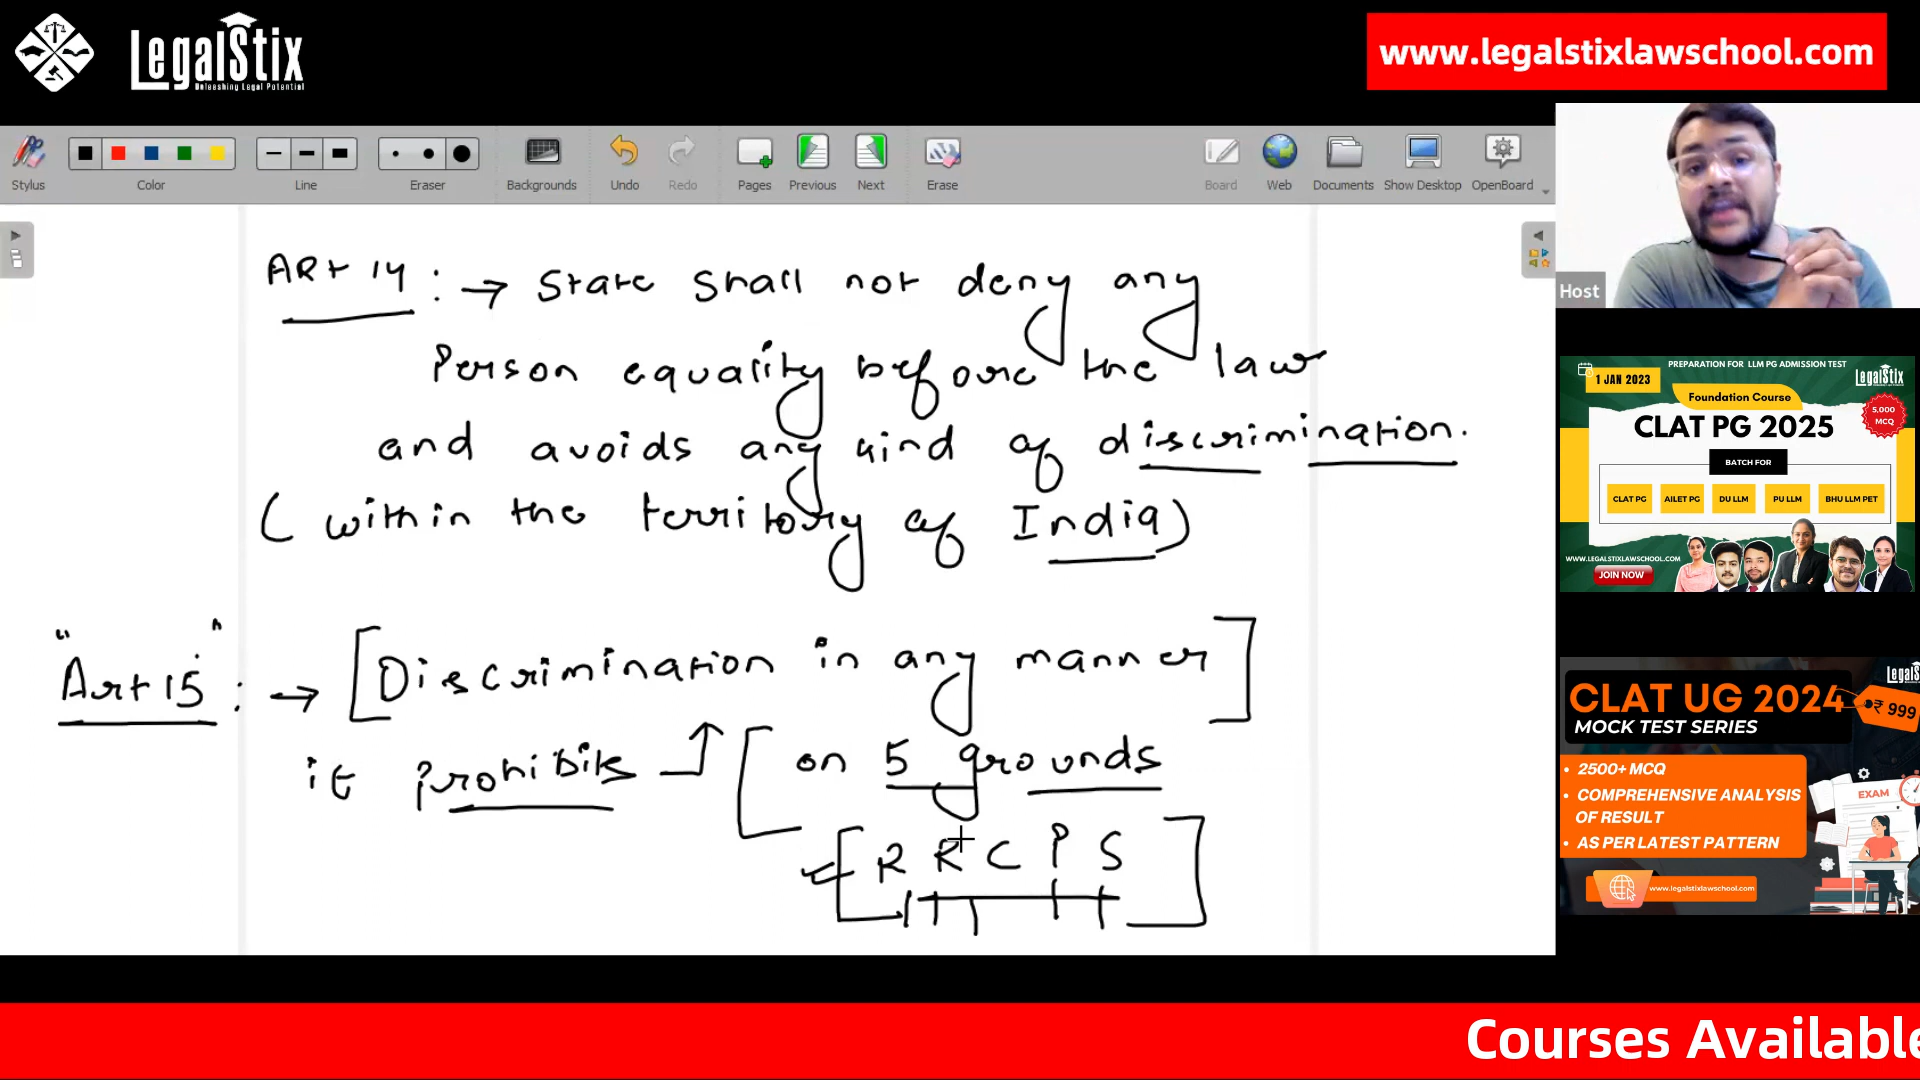 LegalStix
Unleashing Legal Potential
www.legalstixlawschool.com
Stylus
Color
Line
Eraser
Backgrounds
Undo
Redo
Pages
Previous
Next
Erase
Board
Web
Documents
Show Desktop
OpenBoard
ARt 14 : → State Shall not deny any
Person equality before the law
and avoids any kind of discrimination.
( within the territory of India )
"Art 15" : → [Discrimination in any manner]
it prohibits [ on 5 grounds
[ R R C P S ]
Host
1 JAN 2023
PREPARATION FOR LLM PG ADMISSION TEST
LegalStix
Foundation Course
5,000
MCQ
CLAT PG 2025
BATCH FOR
CLAT PG
AILET PG
DU LLM
PU LLM
BHU LLM PET
WWW.LEGALSTIXLAWSCHOOL.COM
JOIN NOW
Legals
CLAT UG 2024
₹ 999
MOCK TEST SERIES
• 2500+ MCQ
• COMPREHENSIVE ANALYSIS
OF RESULT
• AS PER LATEST PATTERN
EXAM
www.legalstixlawschool.com
Courses Available